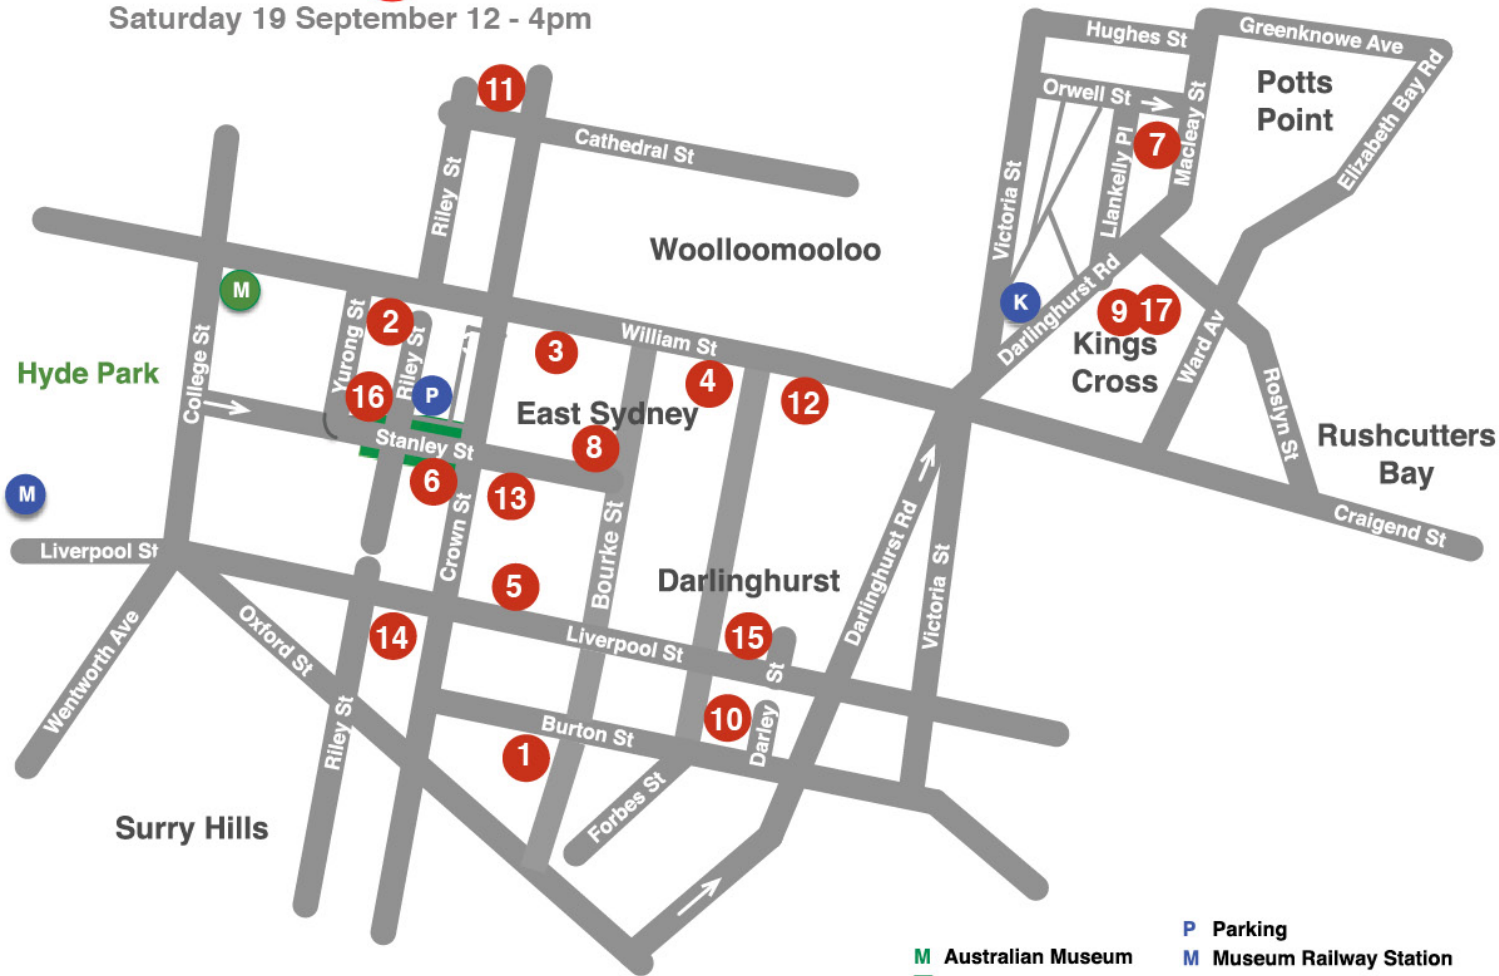 Saturday 19 September 12 - 4pm
Hughes St
Greenknowe Ave
Orwell St
Potts
Point
Macleay St
Elizabeth Bay Rd
11
Cathedral St
7
Llankelly Pl
Riley St
Victoria St
Woolloomooloo
M
K
Darlinghurst Rd
9
17
Kings
Cross
Ward Av
2
Yurong St
Riley St
William St
3
Hyde Park
College St
16
P
4
12
East Sydney
Roslyn St
Rushcutters
Bay
Stanley St
8
6
13
M
Crown St
Bourke St
Craigend St
Liverpool St
Darlinghurst Rd
Victoria St
5
Darlinghurst
Wentworth Ave
Oxford St
14
Liverpool St
15
Darley
St
10
Riley St
Burton St
1
Forbes St
Surry Hills
P Parking
M Australian Museum
M Museum Railway Station